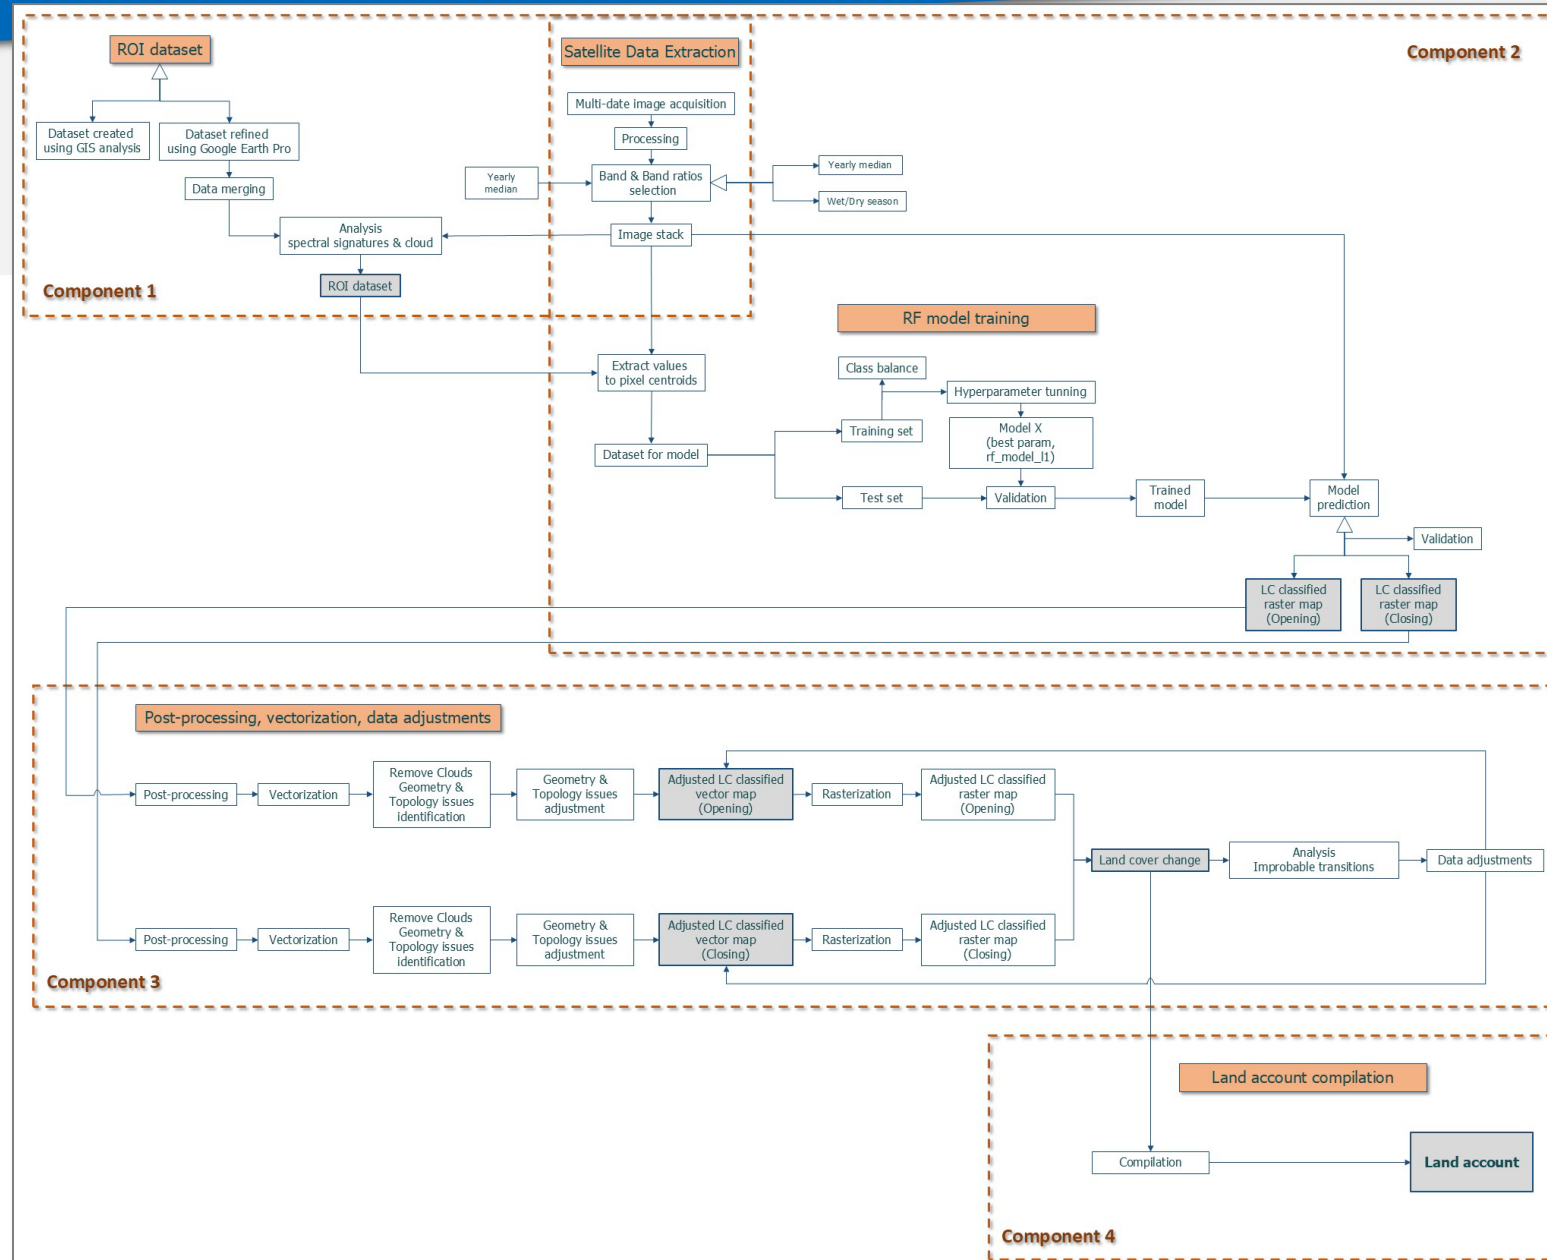 ROI dataset
Dataset created
using GIS analysis
Dataset refined
using Google Earth Pro
Data merging
Analysis
spectral signatures & cloud
ROI dataset
Component 1
Satellite Data Extraction
Multi-date image acquisition
Processing
Yearly
median
Band & Band ratios
selection
Yearly median
Wet/Dry season
Image stack
Component 2
RF model training
Extract values
to pixel centroids
Dataset for model
Class balance
Training set
Hyperparameter tunning
Model X
(best param,
rf_model_l1)
Test set
Validation
Trained
model
Model
prediction
Validation
LC classified
raster map
(Opening)
LC classified
raster map
(Closing)
Post-processing, vectorization, data adjustments
Post-processing
Vectorization
Remove Clouds
Geometry &
Topology issues
identification
Geometry &
Topology issues
adjustment
Adjusted LC classified
vector map
(Opening)
Rasterization
Adjusted LC classified
raster map
(Opening)
Land cover change
Analysis
Improbable transitions
Data adjustments
Post-processing
Vectorization
Remove Clouds
Geometry &
Topology issues
identification
Geometry &
Topology issues
adjustment
Adjusted LC classified
vector map
(Closing)
Rasterization
Adjusted LC classified
raster map
(Closing)
Component 3
Land account compilation
Compilation
Land account
Component 4